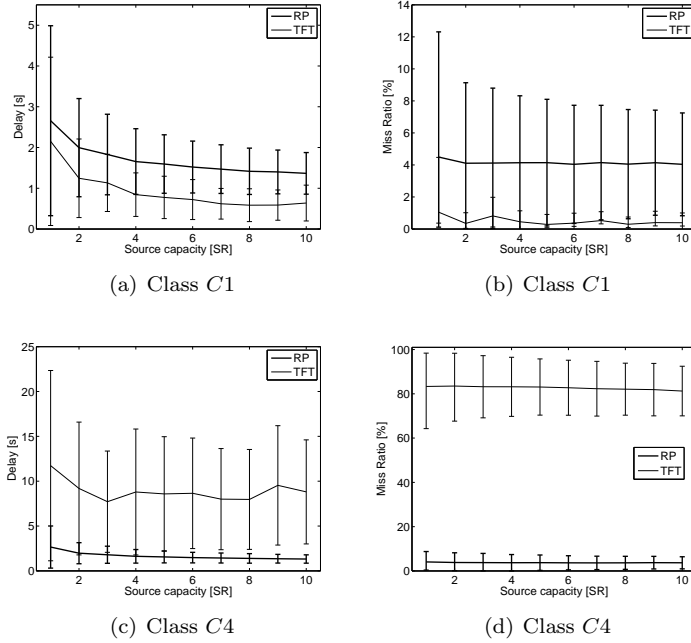 5
4
3
2
1
0
Delay [s]
2 4 6 8 10
Source capacity [SR]
RP
TFT
(a) Class C1
14
12
10
8
6
4
2
0
Miss Ratio [%]
2 4 6 8 10
Source capacity [SR]
RP
TFT
(b) Class C1
25
20
15
10
5
0
Delay [s]
2 4 6 8 10
Source capacity [SR]
RP
TFT
(c) Class C4
100
80
60
40
20
0
Miss Ratio [%]
2 4 6 8 10
Source capacity [SR]
RP
TFT
(d) Class C4